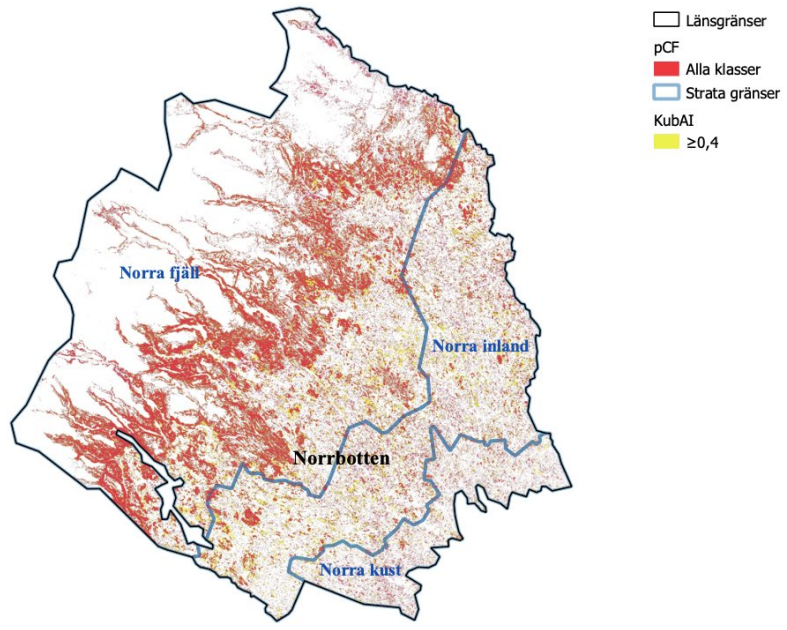 Länsgränser
pCF
Alla klasser
Strata gränser
KubAI
≥0,4
Norra fjäll
Norra inland
Norrbotten
Norra kust